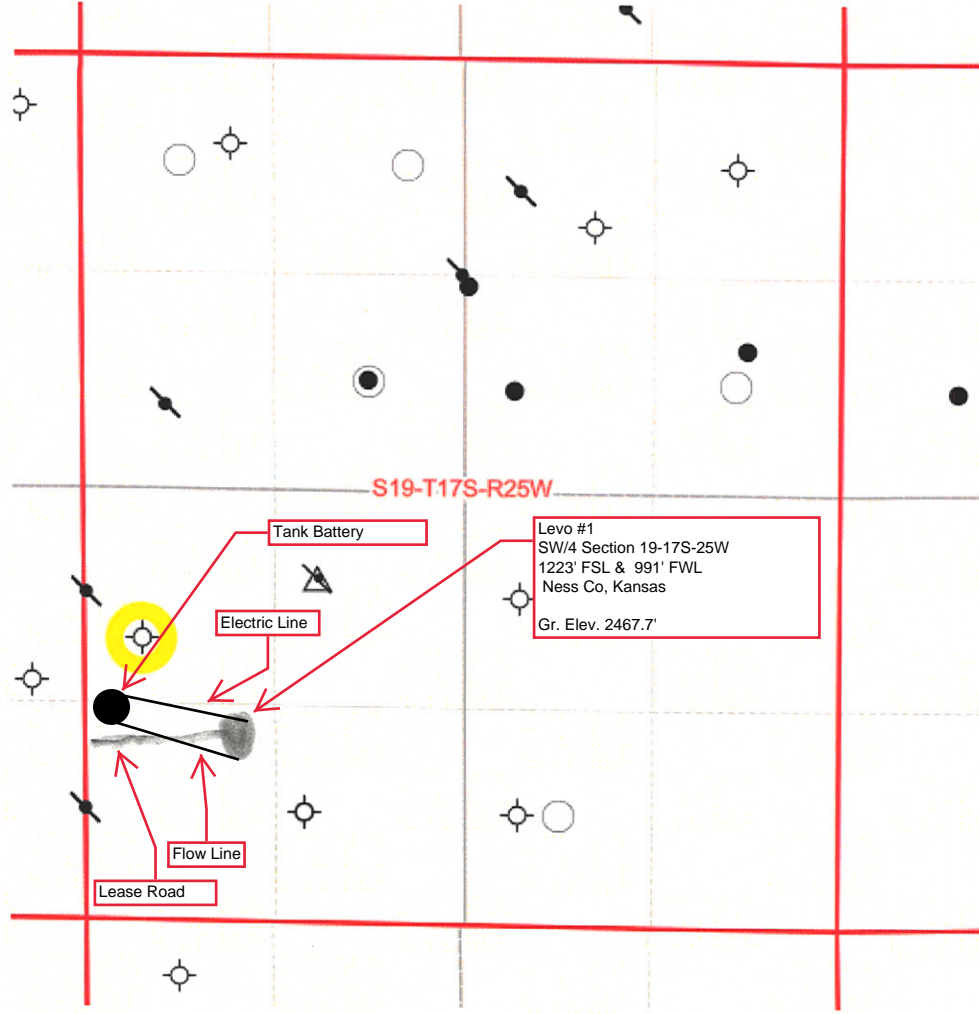 S19-T17S-R25W
Tank Battery
Levo #1
SW/4 Section 19-17S-25W
1223' FSL & 991' FWL
Ness Co, Kansas
Gr. Elev. 2467.7'
Electric Line
Flow Line
Lease Road